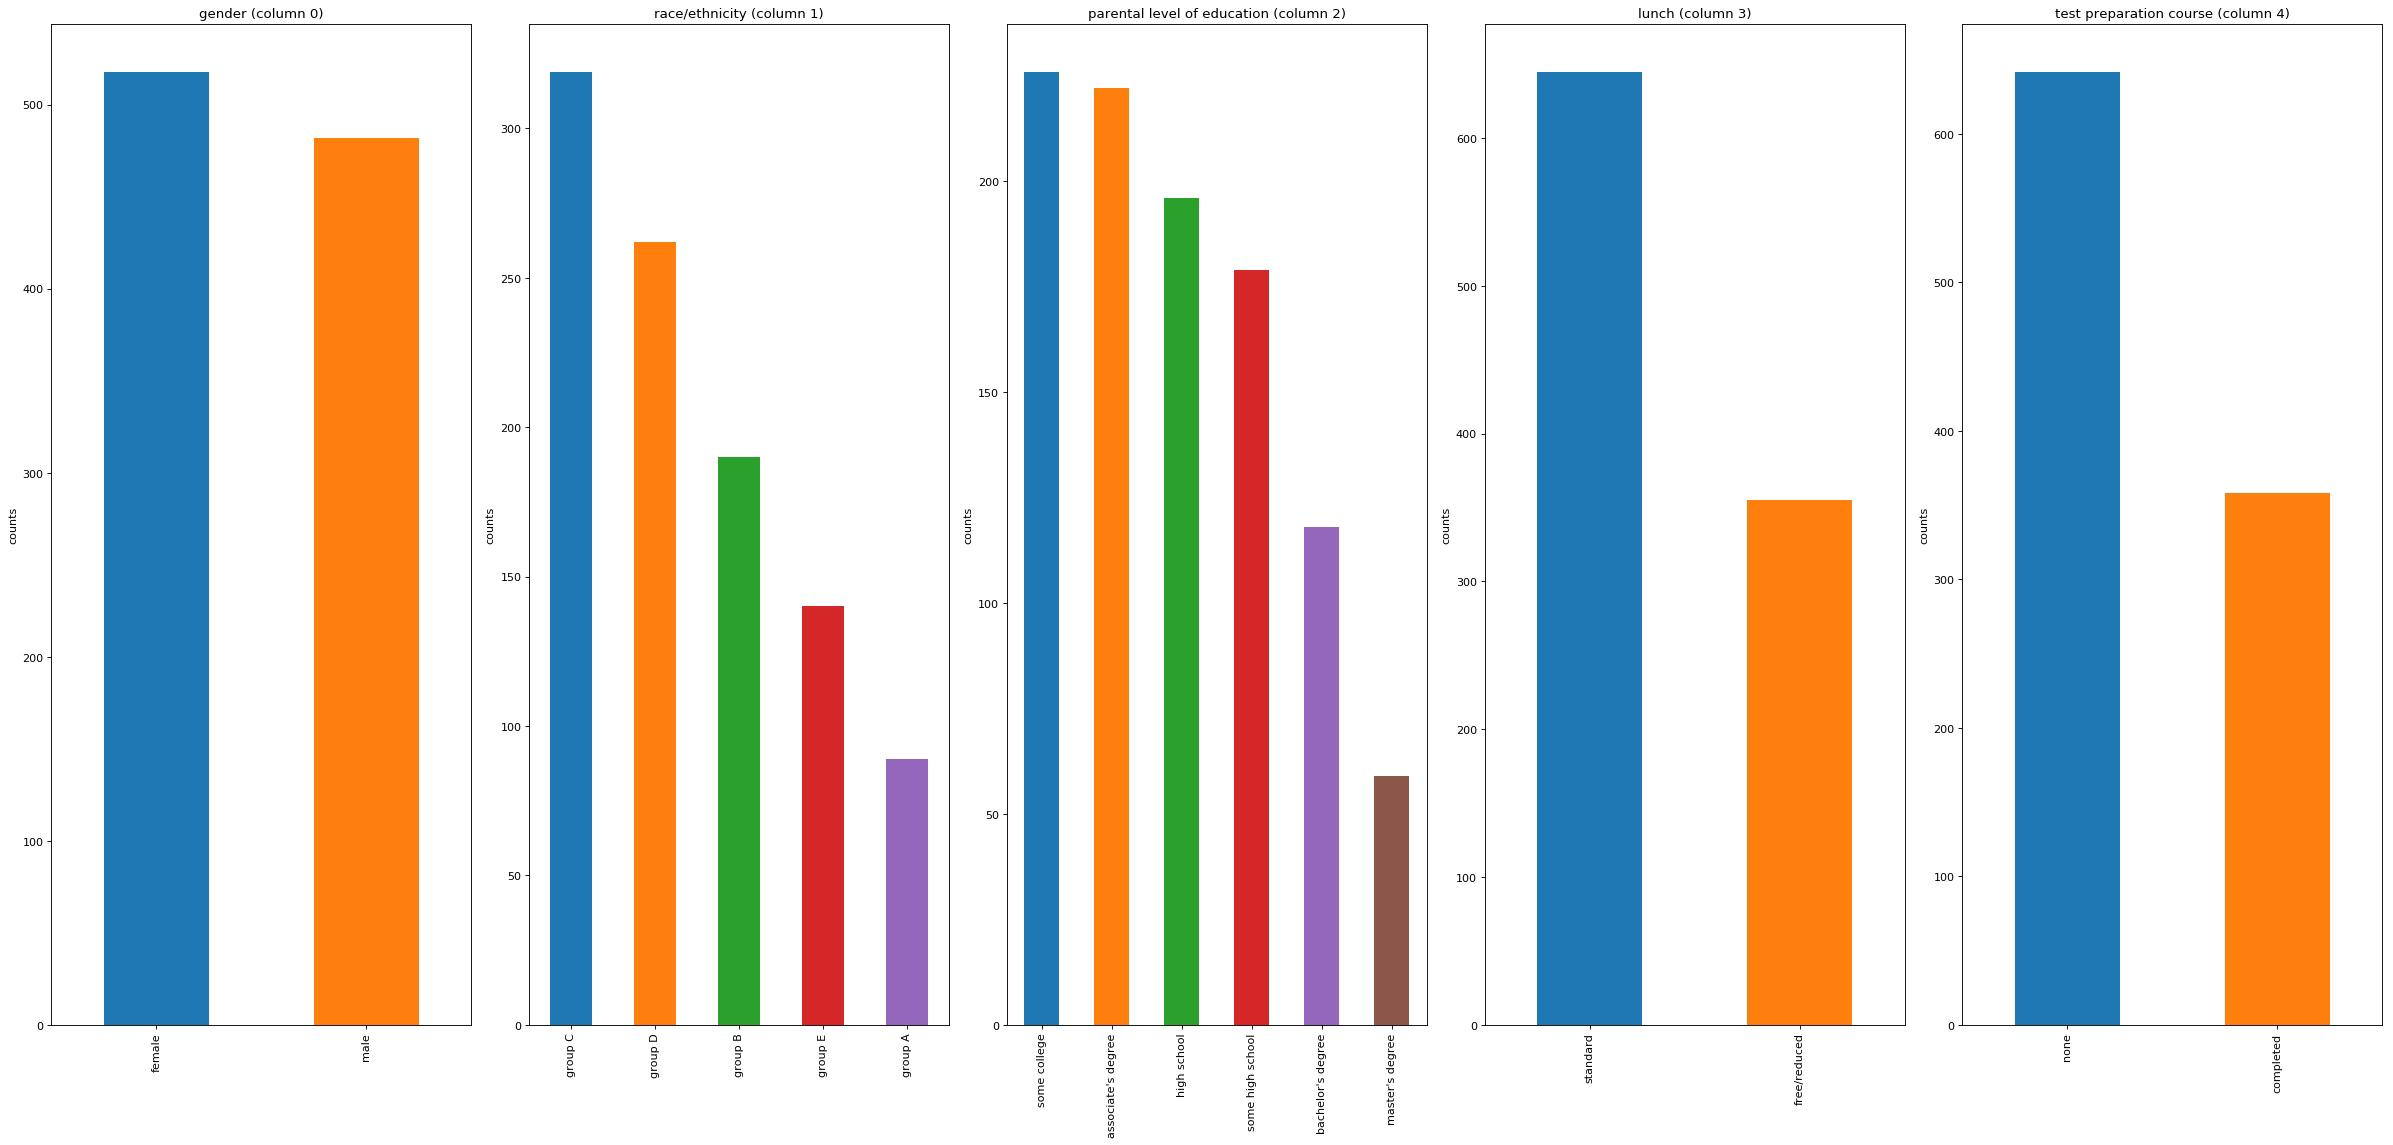 gender (column 0)
counts
500
400
300
200
100
0
female
male
race/ethnicity (column 1)
counts
300
250
200
150
100
50
0
group C
group D
group B
group E
group A
parental level of education (column 2)
counts
200
150
100
50
0
some college
associate's degree
high school
some high school
bachelor's degree
master's degree
lunch (column 3)
counts
600
500
400
300
200
100
0
standard
free/reduced
test preparation course (column 4)
counts
600
500
400
300
200
100
0
none
completed